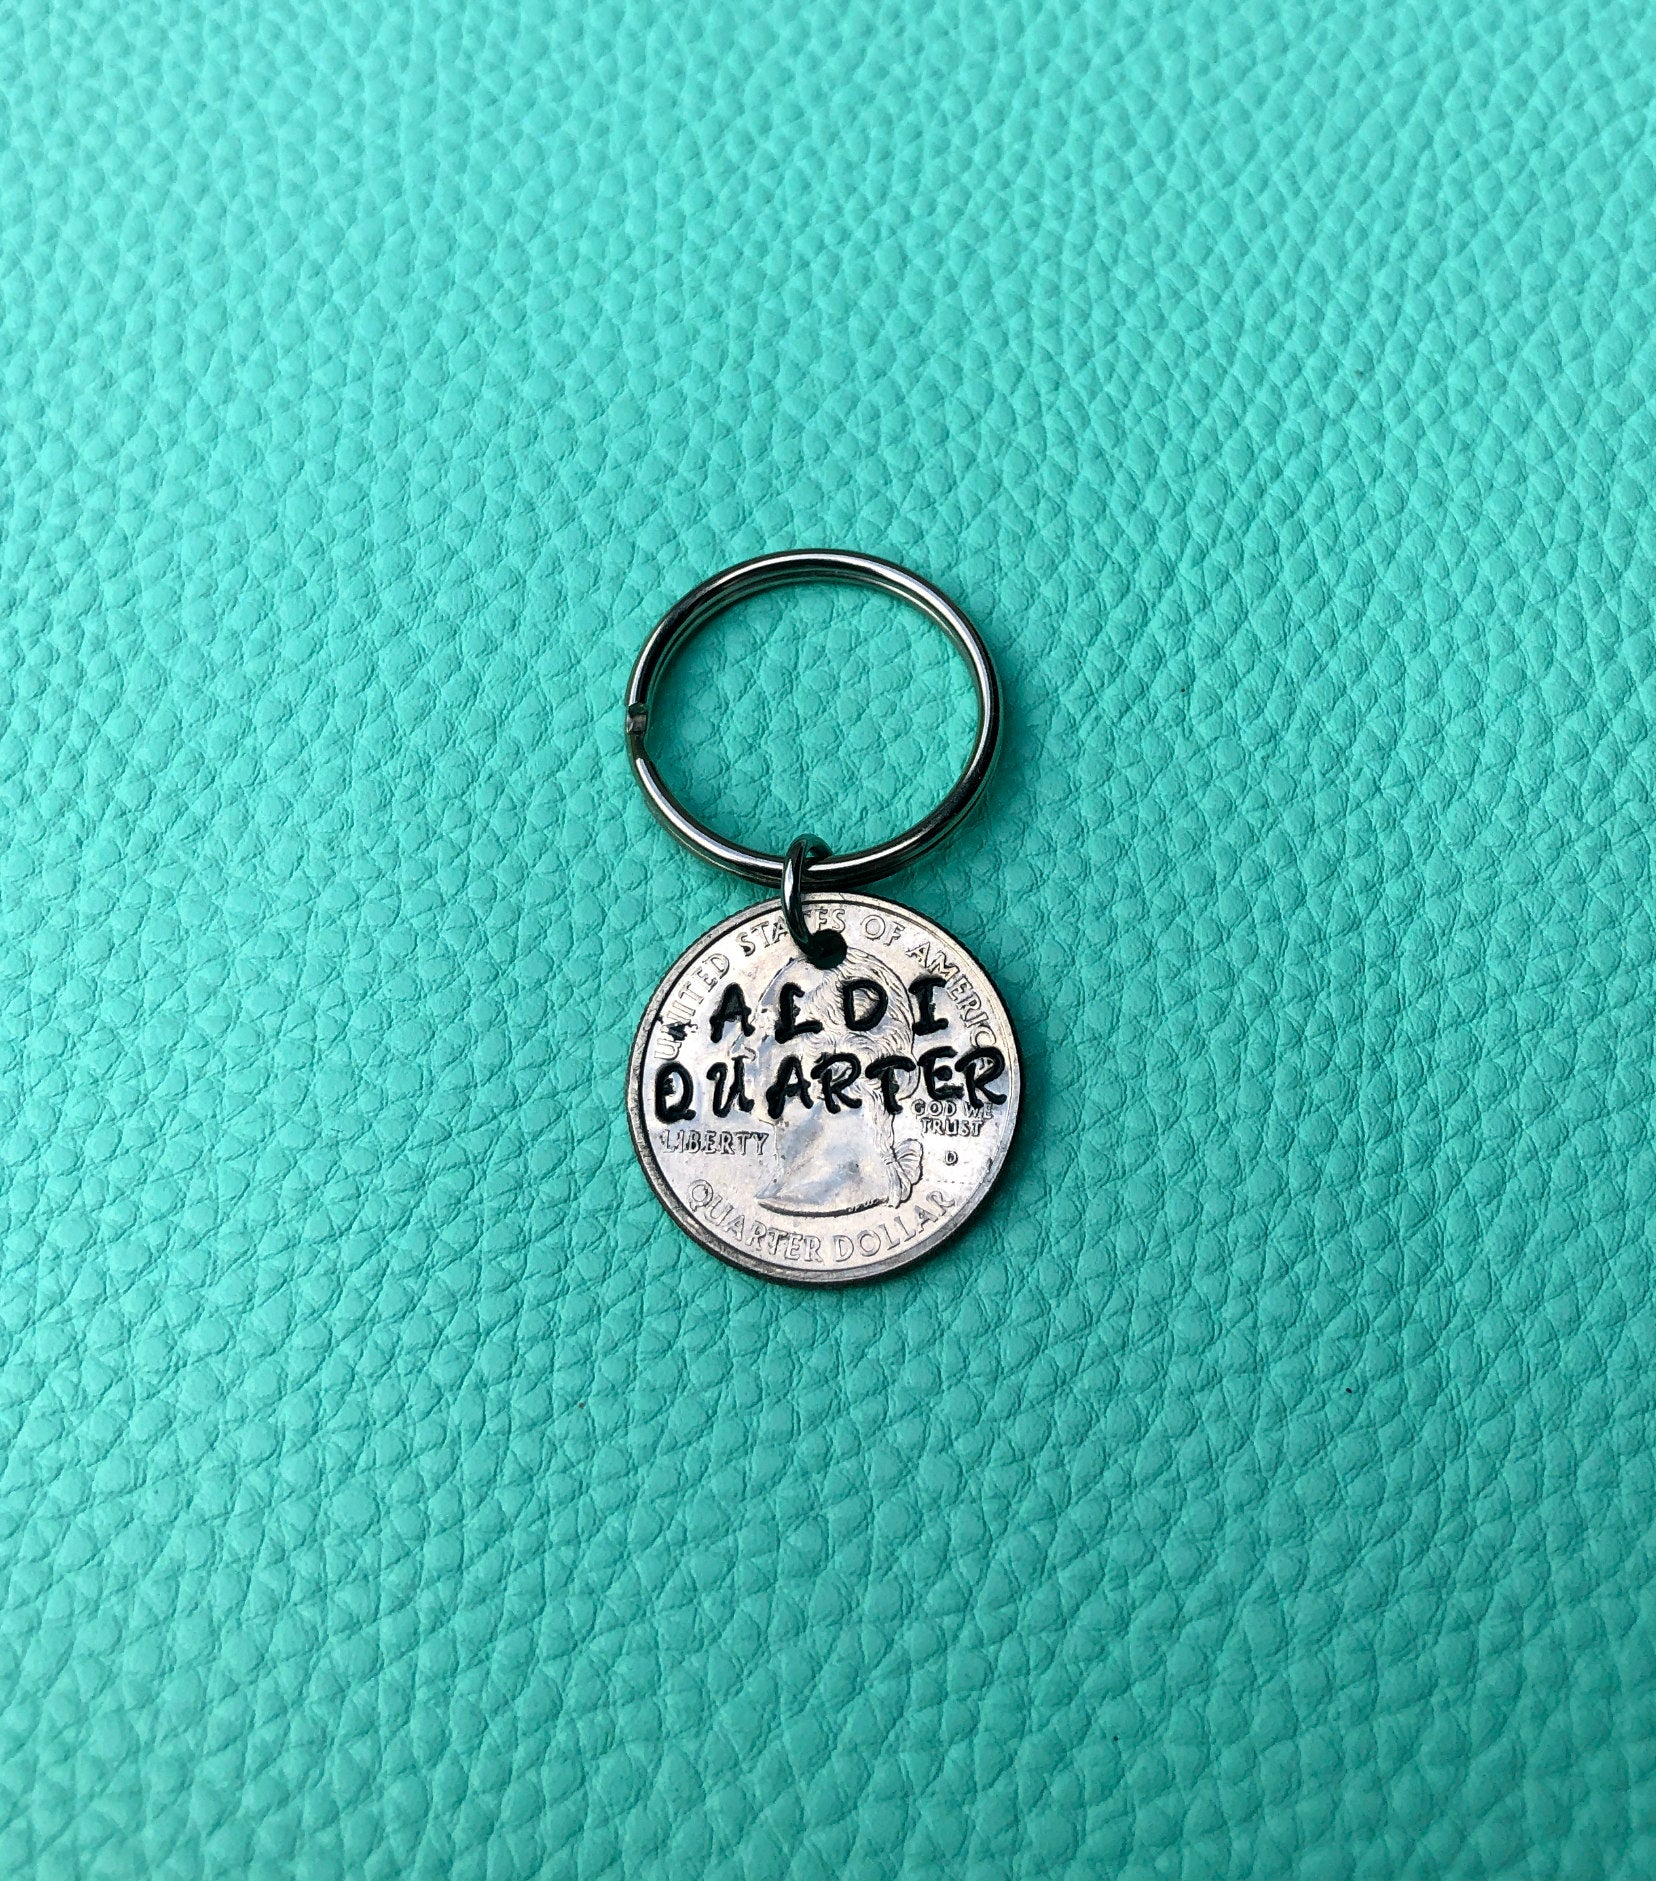 UNITED STATES OF AMERICA
ALDI
QUARTER
LIBERTY
GOD WE
TRUST
D
QUARTER DOLLAR